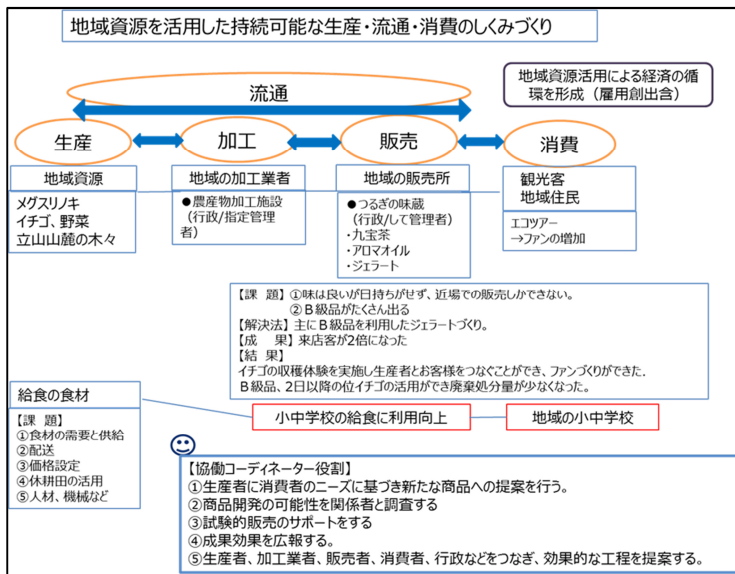 地域資源を活用した持続可能な生産・流通・消費のしくみづくり
地域資源活用による経済の循
環を形成（雇用創出含）
流通
生産
加工
販売
消費
地域資源
メグスリノキ
イチゴ、野菜
立山山麓の木々
地域の加工業者
●農産物加工施設
（行政/指定管理
者）
地域の販売所
●つるぎの味蔵
（行政/して管理者）
・九宝茶
・アロマオイル
・ジェラート
観光客
地域住民
エコツアー
→ファンの増加
【課 題】①味は良いが日持ちがせず、近場での販売しかできない。
②Ｂ級品がたくさん出る
【解決法】主にＢ級品を利用したジェラートづくり。
【成　果】来店客が2倍になった
【結 果】
イチゴの収穫体験を実施し生産者とお客様をつなぐことができ、ファンづくりができた．
Ｂ級品、2日以降の位イチゴの活用ができ廃棄処分量が少なくなった。
給食の食材
【課 題】
①食材の需要と供給
②配送
③価格設定
④休耕田の活用
⑤人材、機械など
小中学校の給食に利用向上
地域の小中学校
【協働コーディネーター役割】
①生産者に消費者のニーズに基づき新たな商品への提案を行う。
②商品開発の可能性を関係者と調査する
③試験的販売のサポートをする
④成果効果を広報する。
⑤生産者、加工業者、販売者、消費者、行政などをつなぎ、効果的な工程を提案する。